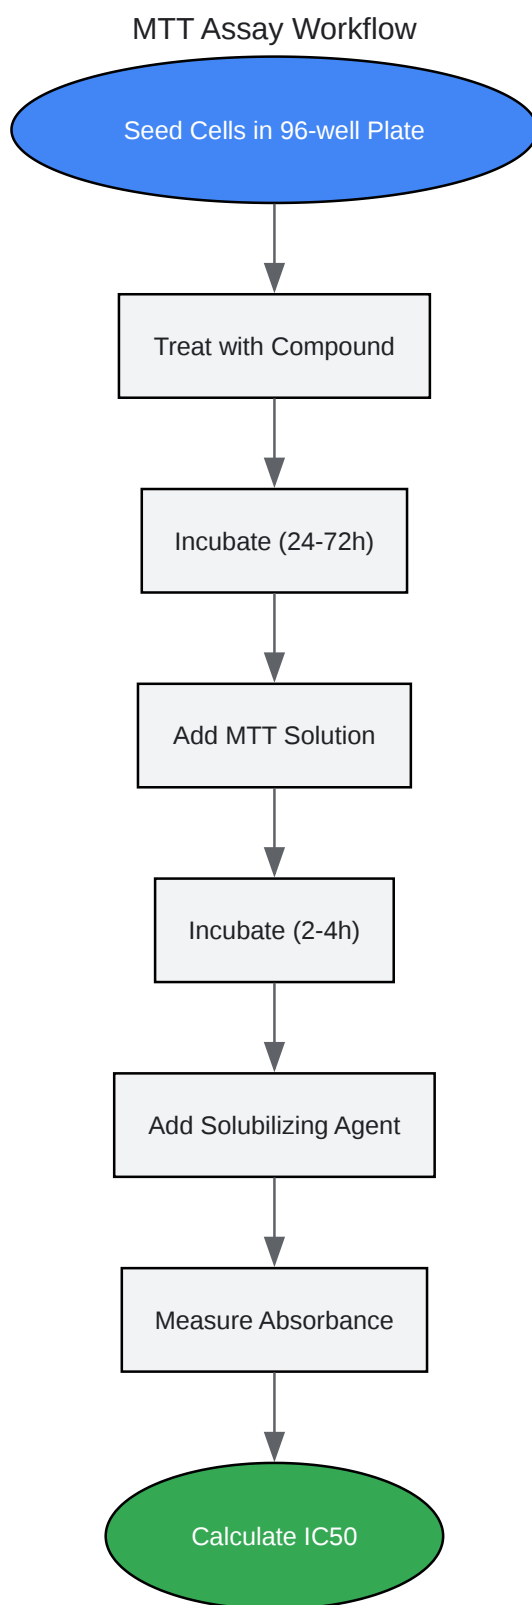 MTT Assay Workflow
Seed Cells in 96-well Plate
Treat with Compound
Incubate (24-72h)
Add MTT Solution
Incubate (2-4h)
Add Solubilizing Agent
Measure Absorbance
Calculate IC50